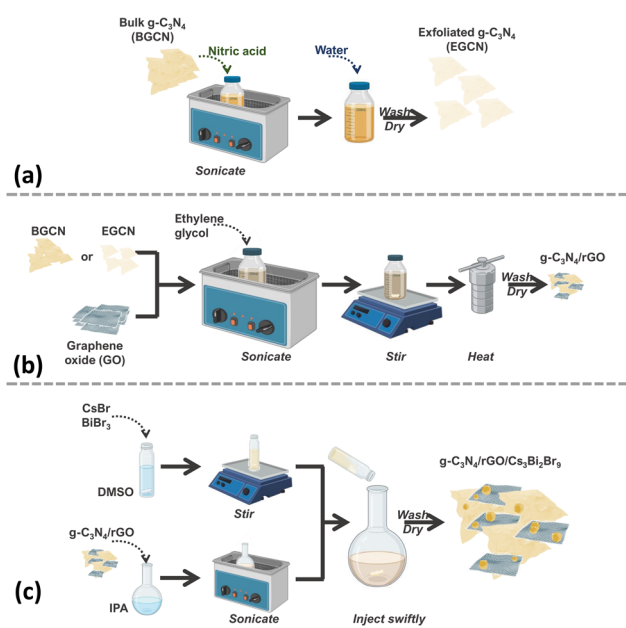 Bulk g-C₃N₄
(BGCN)
Nitric acid
Water
Exfoliated g-C₃N₄
(EGCN)
Wash
Dry
Sonicate
(a)
BGCN
or
EGCN
Ethylene
glycol
g-C₃N₄/rGO
Wash
Dry
Graphene
oxide (GO)
Sonicate
Stir
Heat
(b)
CsBr
BiBr₃
DMSO
Stir
g-C₃N₄/rGO
IPA
Sonicate
Inject swiftly
Wash
Dry
g-C₃N₄/rGO/Cs₃Bi₂Br₉
(c)